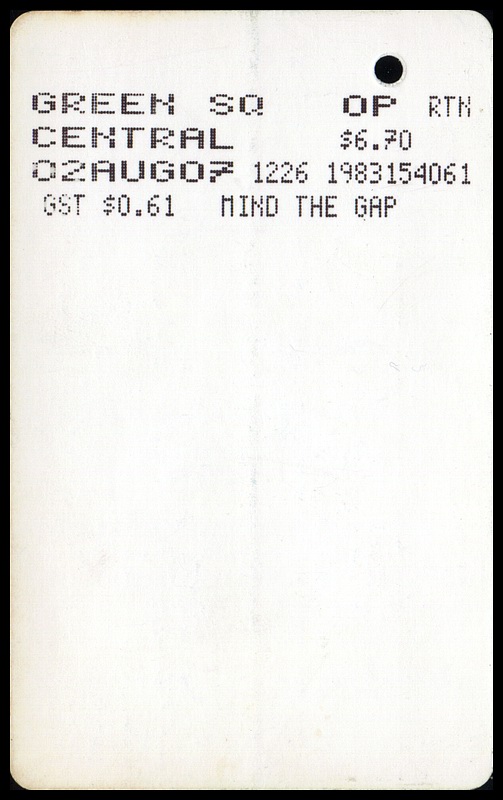 GREEN SQ OP RTN
CENTRAL $6.70
02AUG07 1226 1983154061
GST $0.61 MIND THE GAP